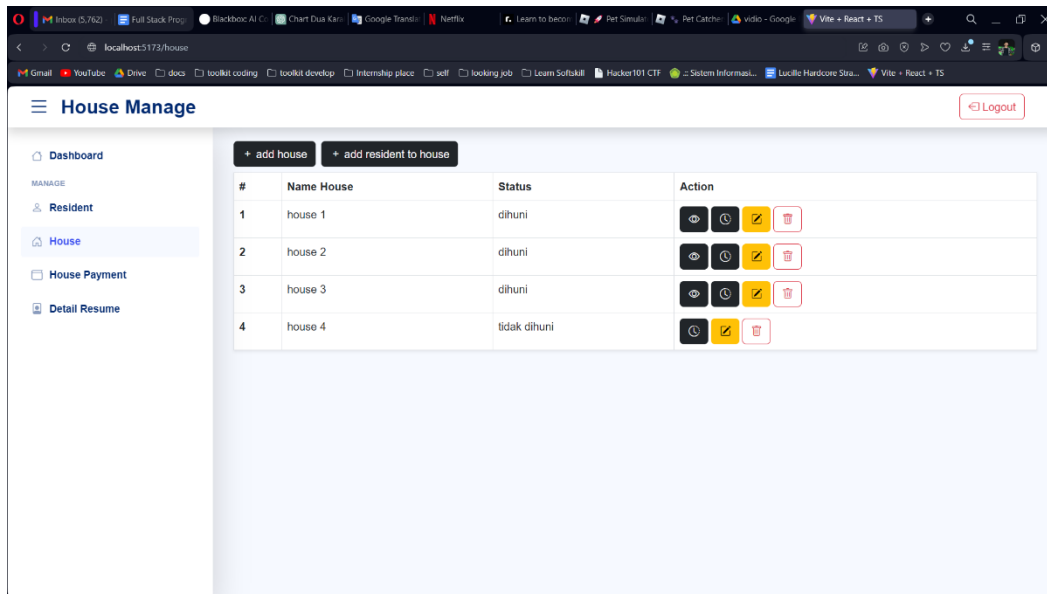 Inbox (5,762)
Full Stack Prog
Blackbox: AI Co
Chart Dua Kara
Google Transla
Netflix
r. Learn to becom
Pet Simulat
Pet Catche
vidio - Google
Vite + React + TS
localhost:5173/house
Gmail YouTube Drive docs toolkit coding toolkit develop Internship place self looking job Learn Softskill Hacker101 CTF .:: Sistem Informasi... Lucille Hardcore Stra... Vite + React + TS
House Manage
Logout
Dashboard
MANAGE
Resident
House
House Payment
Detail Resume
+ add house + add resident to house
# Name House Status Action
1 house 1 dihuni
2 house 2 dihuni
3 house 3 dihuni
4 house 4 tidak dihuni